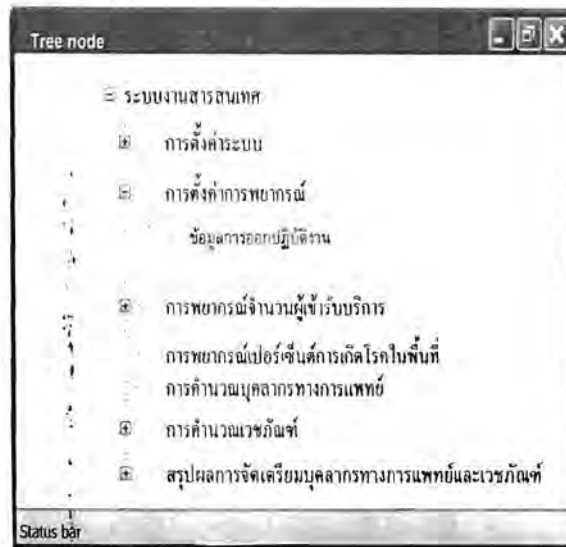 Tree node
ระบบงานสารสนเทศ
การตั้งค่าระบบ
การตั้งค่าการพยากรณ์
ข้อมูลการออกปฏิบัติงาน
การพยากรณ์จำนวนผู้เข้ารับบริการ
การพยากรณ์เปอร์เซ็นต์การเกิดโรคในพื้นที่
การคำนวณบุคลากรทางการแพทย์
การคำนวณเวชภัณฑ์
สรุปผลการจัดเตรียมบุคลากรทางการแพทย์และเวชภัณฑ์
Status bar